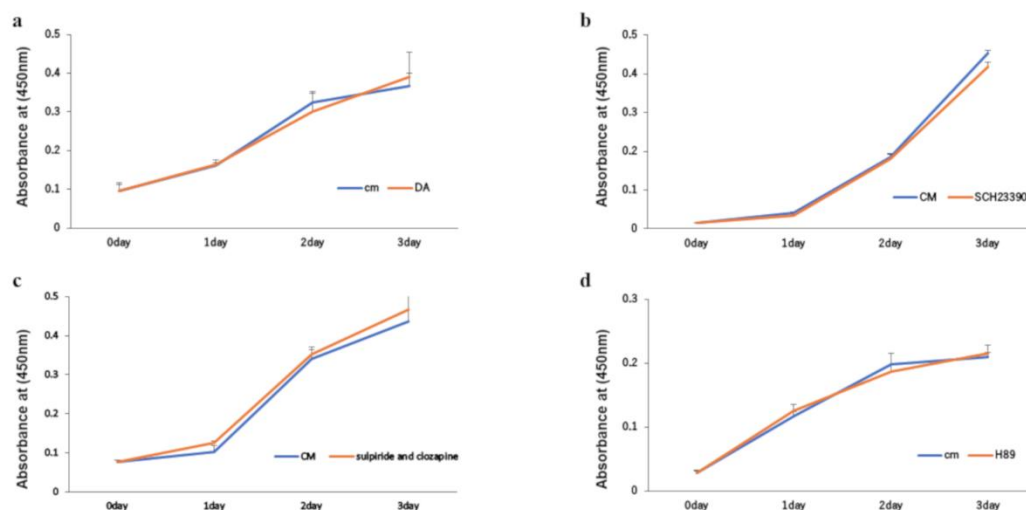 a
Absorbance at (450nm)
0.5
0.4
0.3
0.2
0.1
0
0day 1day 2day 3day
cm DA
b
Absorbance at (450nm)
0.5
0.4
0.3
0.2
0.1
0
0day 1day 2day 3day
CM SCH23390
c
Absorbance at (450nm)
0.5
0.4
0.3
0.2
0.1
0
0day 1day 2day 3day
CM sulpiride and clozapine
d
Absorbance at (450nm)
0.3
0.2
0.1
0
0day 1day 2day 3day
cm H89